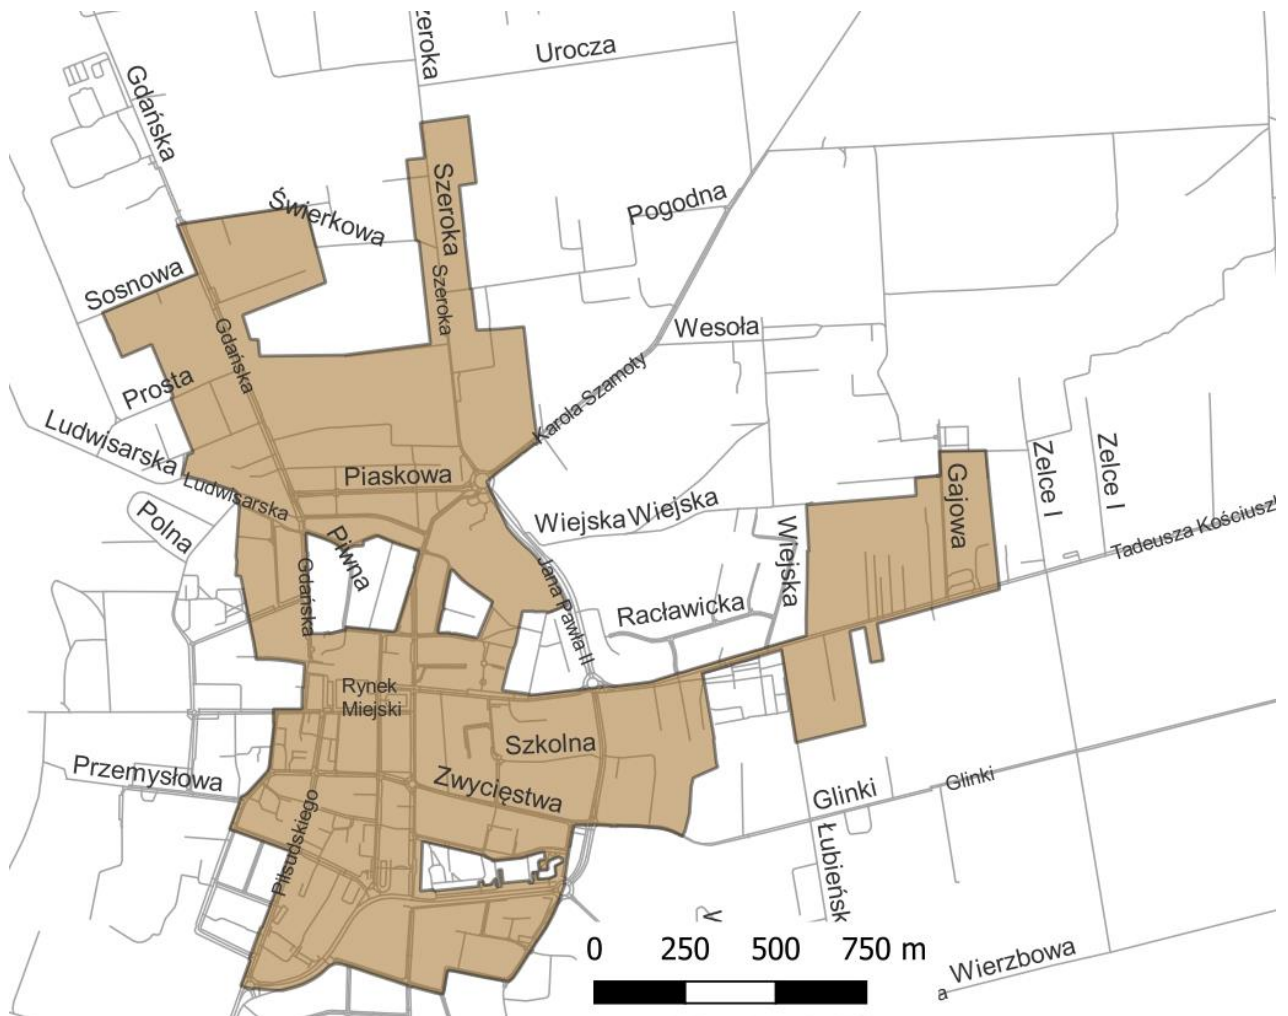 zeroka
Urocza
Gdańska
Szeroka
Świerkowa
Pogodna
Sosnowa
Szeroka
Gdańska
Wesoła
Prosta
Karola Szamoty
Ludwisarska
Ludwisarska
Piaskowa
Gajowa
Zelce I
Zelce I
Polna
Piwna
Wiejska
Wiejska
Wiejska
Tadeusza Kościuszk
Gdańska
Jana Pawła II
Racławicka
Rynek
Miejski
Szkolna
Przemysłowa
Zwycięstwa
Glinki
Glinki
Piłsudskiego
Łubieńsk
0 250 500 750 m
Wierzbowa
a